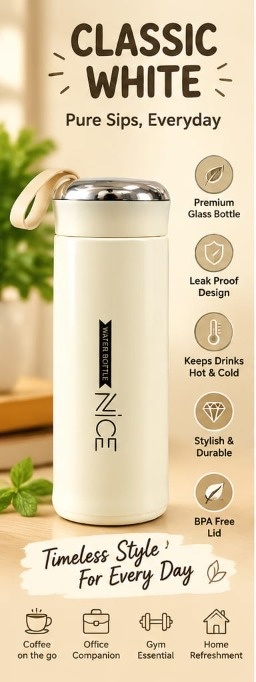 CLASSIC
WHITE
Pure Sips, Everyday
Premium
Glass Bottle
Leak Proof
Design
Keeps Drinks
Hot & Cold
Stylish &
Durable
BPA Free
Lid
WATER BOTTLE
NICE
Timeless Style
For Every Day
Coffee
on the go
Office
Companion
Gym
Essential
Home
Refreshment